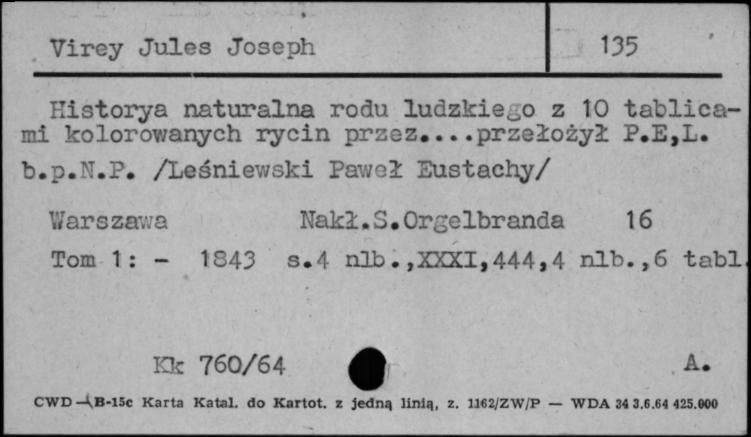 Virey Jules Joseph 135
Historya naturalna rodu ludzkiego z 10 tablica-
mi kolorowanych rycin przez....przełożył P.E,L.
b.p.N.P. /Leśniewski Paweł Eustachy/
Warszawa Nakł.S.Orgelbranda 16
Tom 1: - 1843 s.4 nlb.,XXXI,444,4 nlb.,6 tabl.
Kk 760/64 A.
CWD—B-15c Karta Katal. do Kartot. z jedną linią, z. 1162/ZW/P — WDA 34 3.6.64 425.000